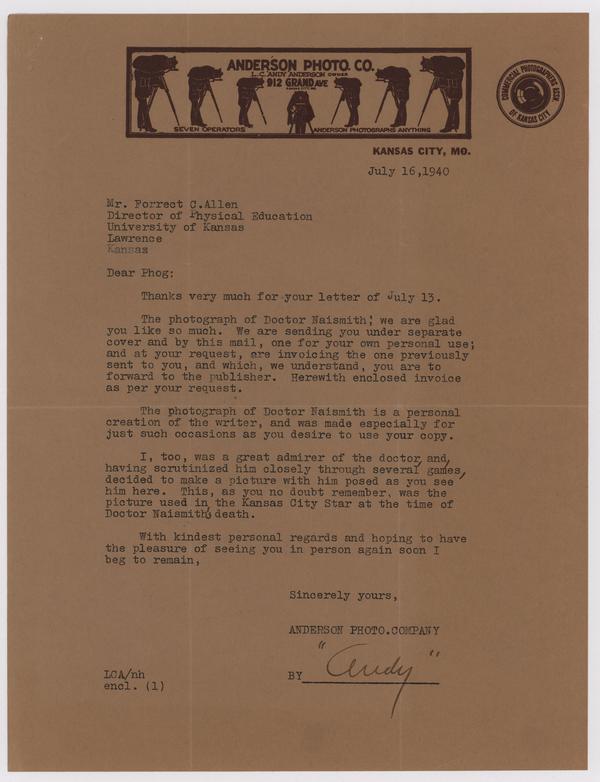 ANDERSON PHOTO. CO.
L.C. "ANDY" ANDERSON OWNER
912 GRAND AVE
KANSAS CITY, MO.
SEVEN OPERATORS
ANDERSON PHOTOGRAPHS ANYTHING
COMMERCIAL PHOTOGRAPHERS ASSN.
OF KANSAS CITY
KANSAS CITY, MO.
July 16,1940
Mr. Forrect C.Allen
Director of Physical Education
University of Kansas
Lawrence
Kansas
Dear Phog:
Thanks very much for your letter of July 13.
The photograph of Doctor Naismith, we are glad
you like so much. We are sending you under separate
cover and by this mail, one for your own personal use;
and at your request, are invoicing the one previously
sent to you, and which, we understand, you are to
forward to the publisher. Herewith enclosed invoice
as per your request.
The photograph of Doctor Naismith is a personal
creation of the writer, and was made especially for
just such occasions as you desire to use your copy.
I, too, was a great admirer of the doctor, and,
having scrutinized him closely through several games,
decided to make a picture with him posed as you see
him here. This, as you no doubt remember, was the
picture used in the Kansas City Star at the time of
Doctor Naismith's death.
With kindest personal regards and hoping to have
the pleasure of seeing you in person again soon I
beg to remain,
Sincerely yours,
ANDERSON PHOTO.COMPANY
BY "Andy"
LCA/nh
encl. (1)